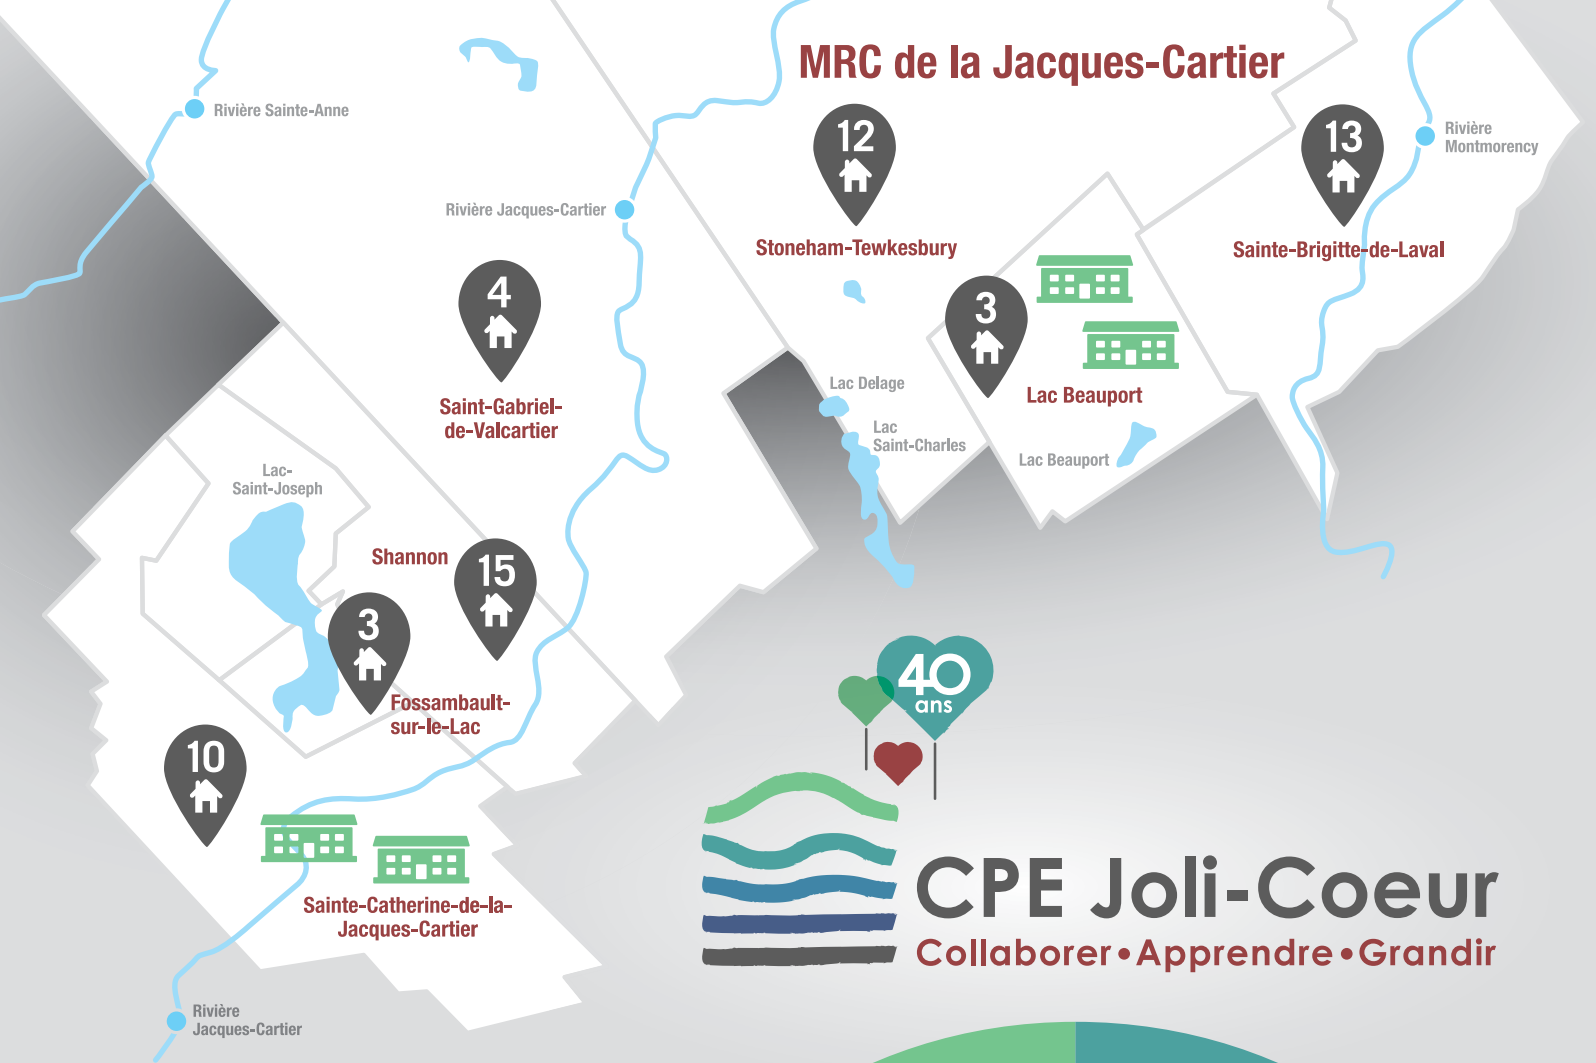 MRC de la Jacques-Cartier
Rivière Sainte-Anne
12
Stoneham-Tewkesbury
13
Sainte-Brigitte-de-Laval
Rivière
Montmorency
Rivière Jacques-Cartier
4
Saint-Gabriel-
de-Valcartier
3
Lac Beauport
Lac Delage
Lac
Saint-Charles
Lac Beauport
Lac-
Saint-Joseph
Shannon
15
3
Fossambault-
sur-le-Lac
10
Sainte-Catherine-de-la-
Jacques-Cartier
Rivière
Jacques-Cartier
40
ans
CPE Joli-Coeur
Collaborer•Apprendre•Grandir